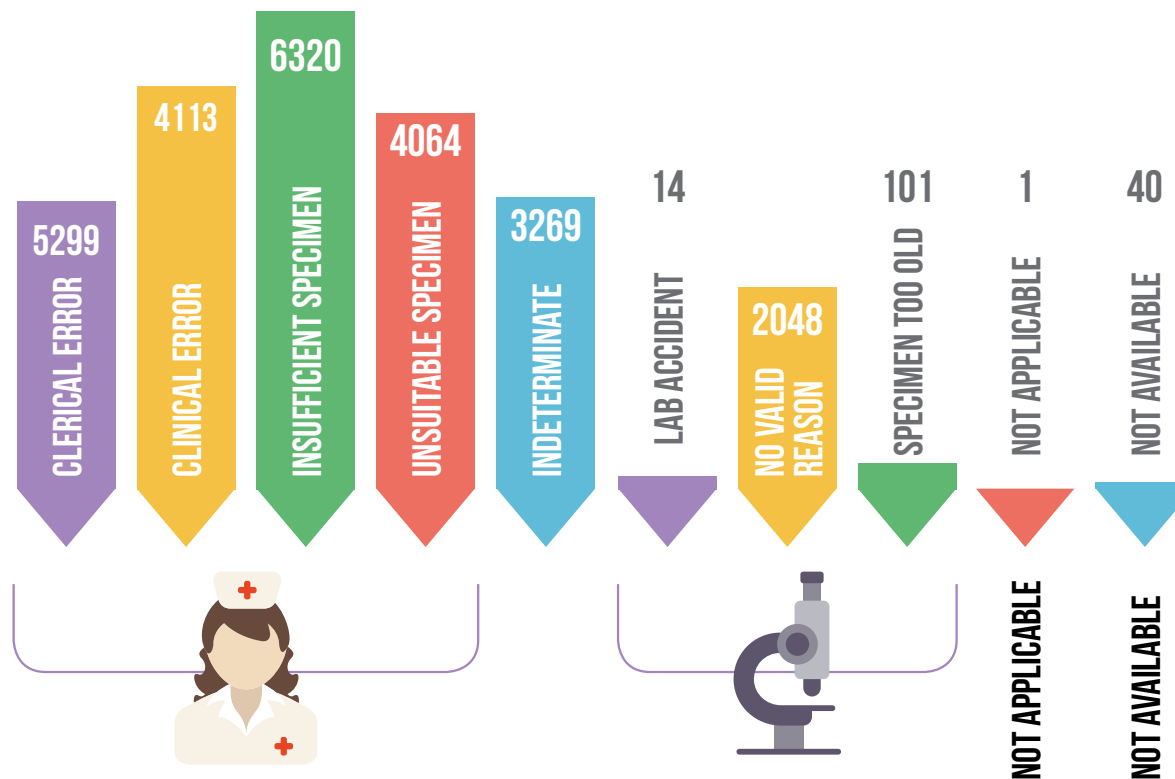 5299
CLERICAL ERROR
4113
CLINICAL ERROR
6320
INSUFFICIENT SPECIMEN
4064
UNSUITABLE SPECIMEN
3269
INDETERMINATE
14
LAB ACCIDENT
2048
NO VALID
REASON
101
SPECIMEN TOO OLD
1
NOT APPLICABLE
40
NOT AVAILABLE
NOT APPLICABLE
NOT AVAILABLE